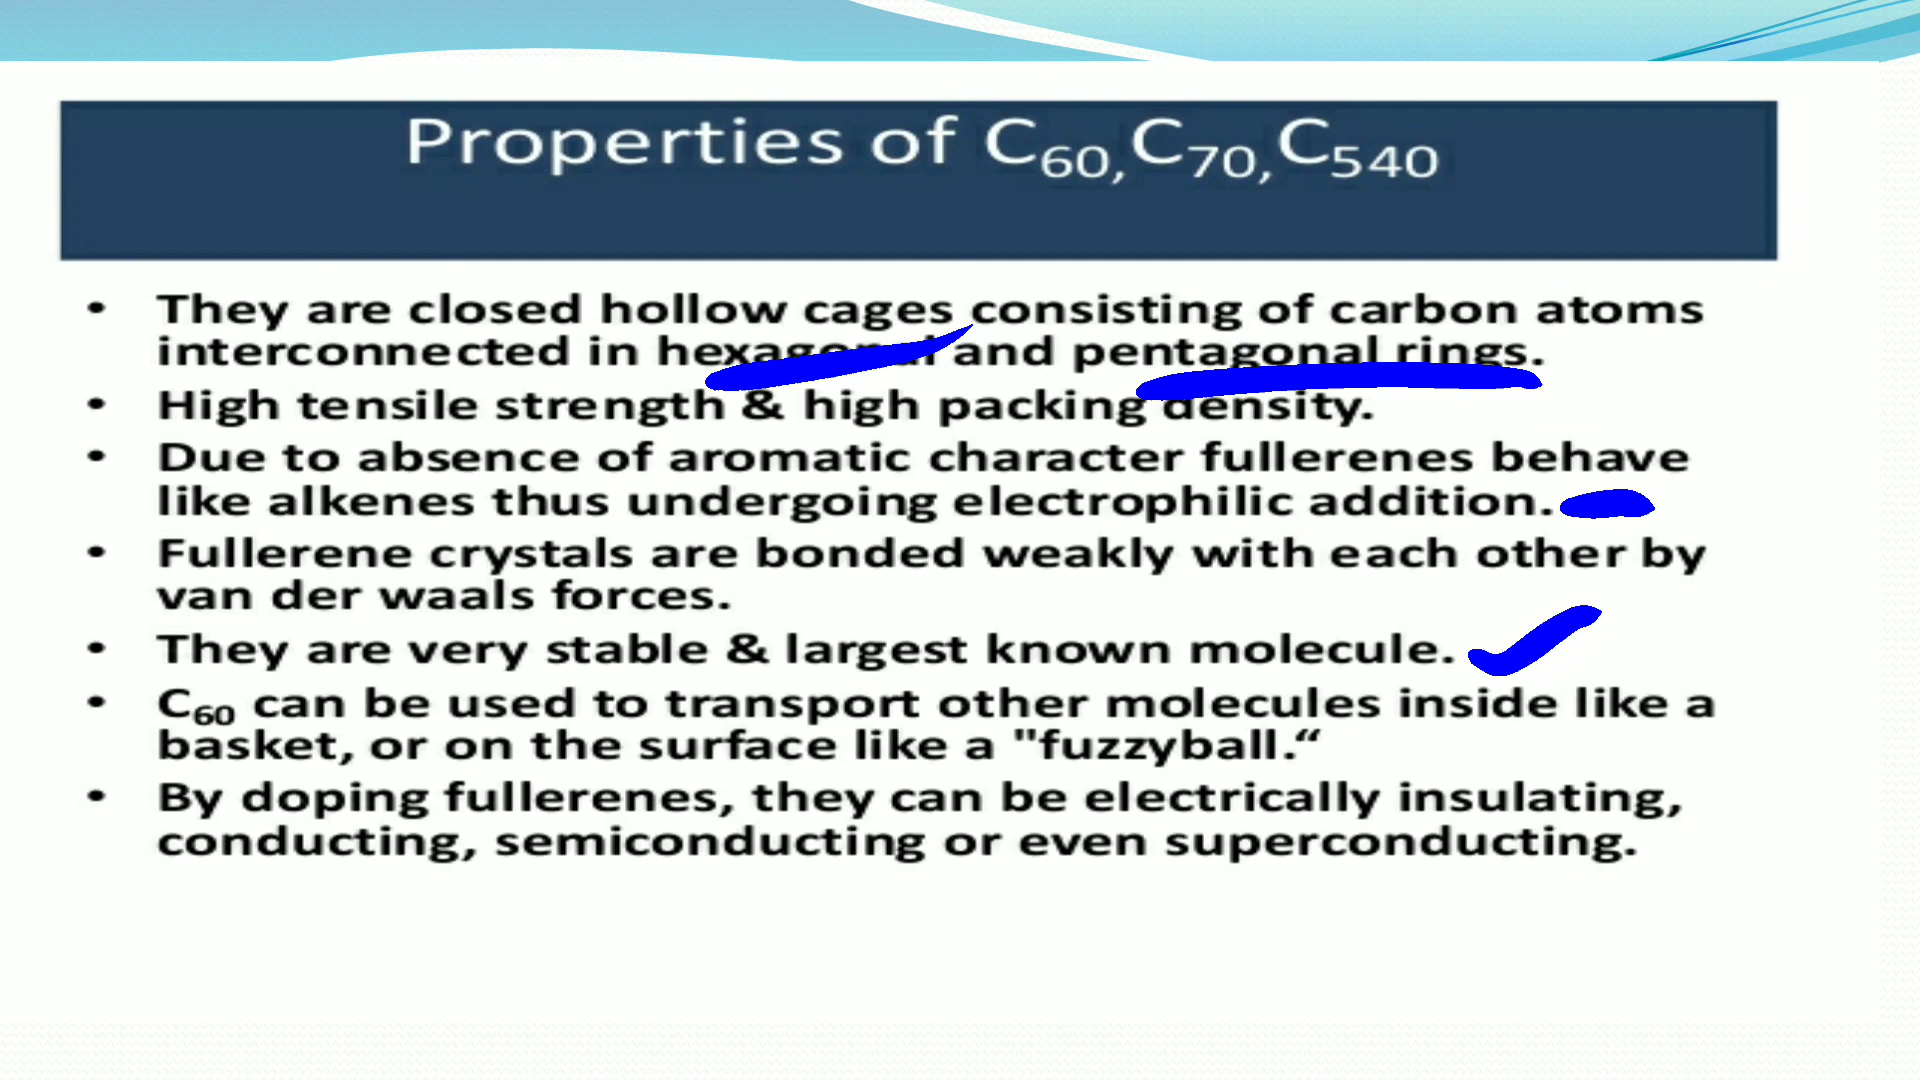 Properties of C₆₀,C₇₀,C₅₄₀
• They are closed hollow cages consisting of carbon atoms
interconnected in hexagonal and pentagonal rings.
• High tensile strength & high packing density.
• Due to absence of aromatic character fullerenes behave
like alkenes thus undergoing electrophilic addition.
• Fullerene crystals are bonded weakly with each other by
van der waals forces.
• They are very stable & largest known molecule.
• C₆₀ can be used to transport other molecules inside like a
basket, or on the surface like a "fuzzyball.“
• By doping fullerenes, they can be electrically insulating,
conducting, semiconducting or even superconducting.